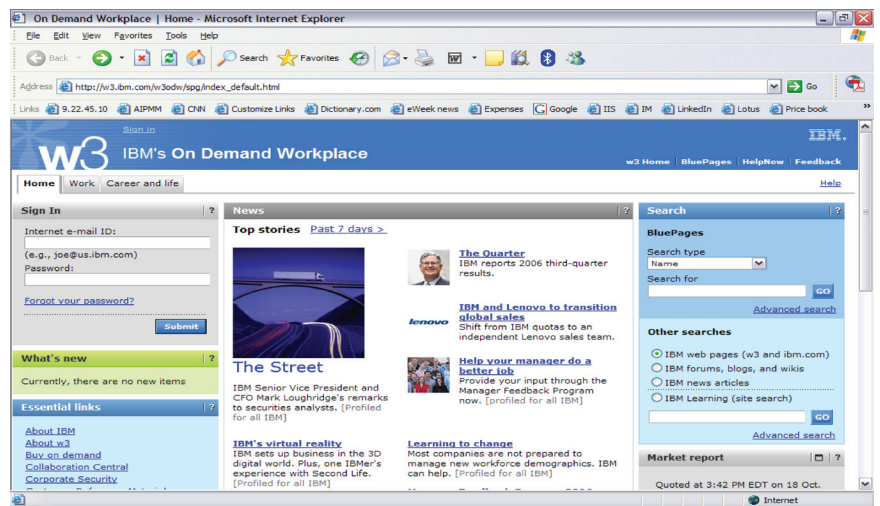 On Demand Workplace | Home - Microsoft Internet Explorer
File Edit View Favorites Tools Help
Back Search Favorites
Address http://w3.ibm.com/w3odw/spg/index_default.html Go
Links 9.22.45.10 AIPMM CNN Customize Links Dictionary.com eWeek news Expenses Google IIS IM LinkedIn Lotus Price book »
Sign In
w3 IBM's On Demand Workplace
IBM.
w3 Home BluePages HelpNow Feedback
Home Work Career and life Help
Sign In ?
Internet e-mail ID:
(e.g., joe@us.ibm.com)
Password:
Forgot your password?
Submit
What's new ?
Currently, there are no new items
Essential links ?
About IBM
About w3
Buy on demand
Collaboration Central
Corporate Security
News ?
Top stories Past 7 days >
The Street
IBM Senior Vice President and
CFO Mark Loughridge's remarks
to securities analysts. [Profiled
for all IBM]
The Quarter
IBM reports 2006 third-quarter
results.
lenovo
IBM and Lenovo to transition
global sales
Shift from IBM quotas to an
independent Lenovo sales team.
Help your manager do a
better job
Provide your input through the
Manager Feedback Program
now. [profiled for all IBM]
IBM's virtual reality
IBM sets up business in the 3D
digital world. Plus, one IBMer's
experience with Second Life.
[Profiled for all IBM]
Learning to change
Most companies are not prepared to
manage new workforce demographics. IBM
can help. [Profiled for all IBM]
Search ?
BluePages
Search type
Name
Search for
GO
Advanced search
Other searches
IBM web pages (w3 and ibm.com)
IBM forums, blogs, and wikis
IBM news articles
IBM Learning (site search)
GO
Advanced search
Market report ?
Quoted at 3:42 PM EDT on 18 Oct.
Internet